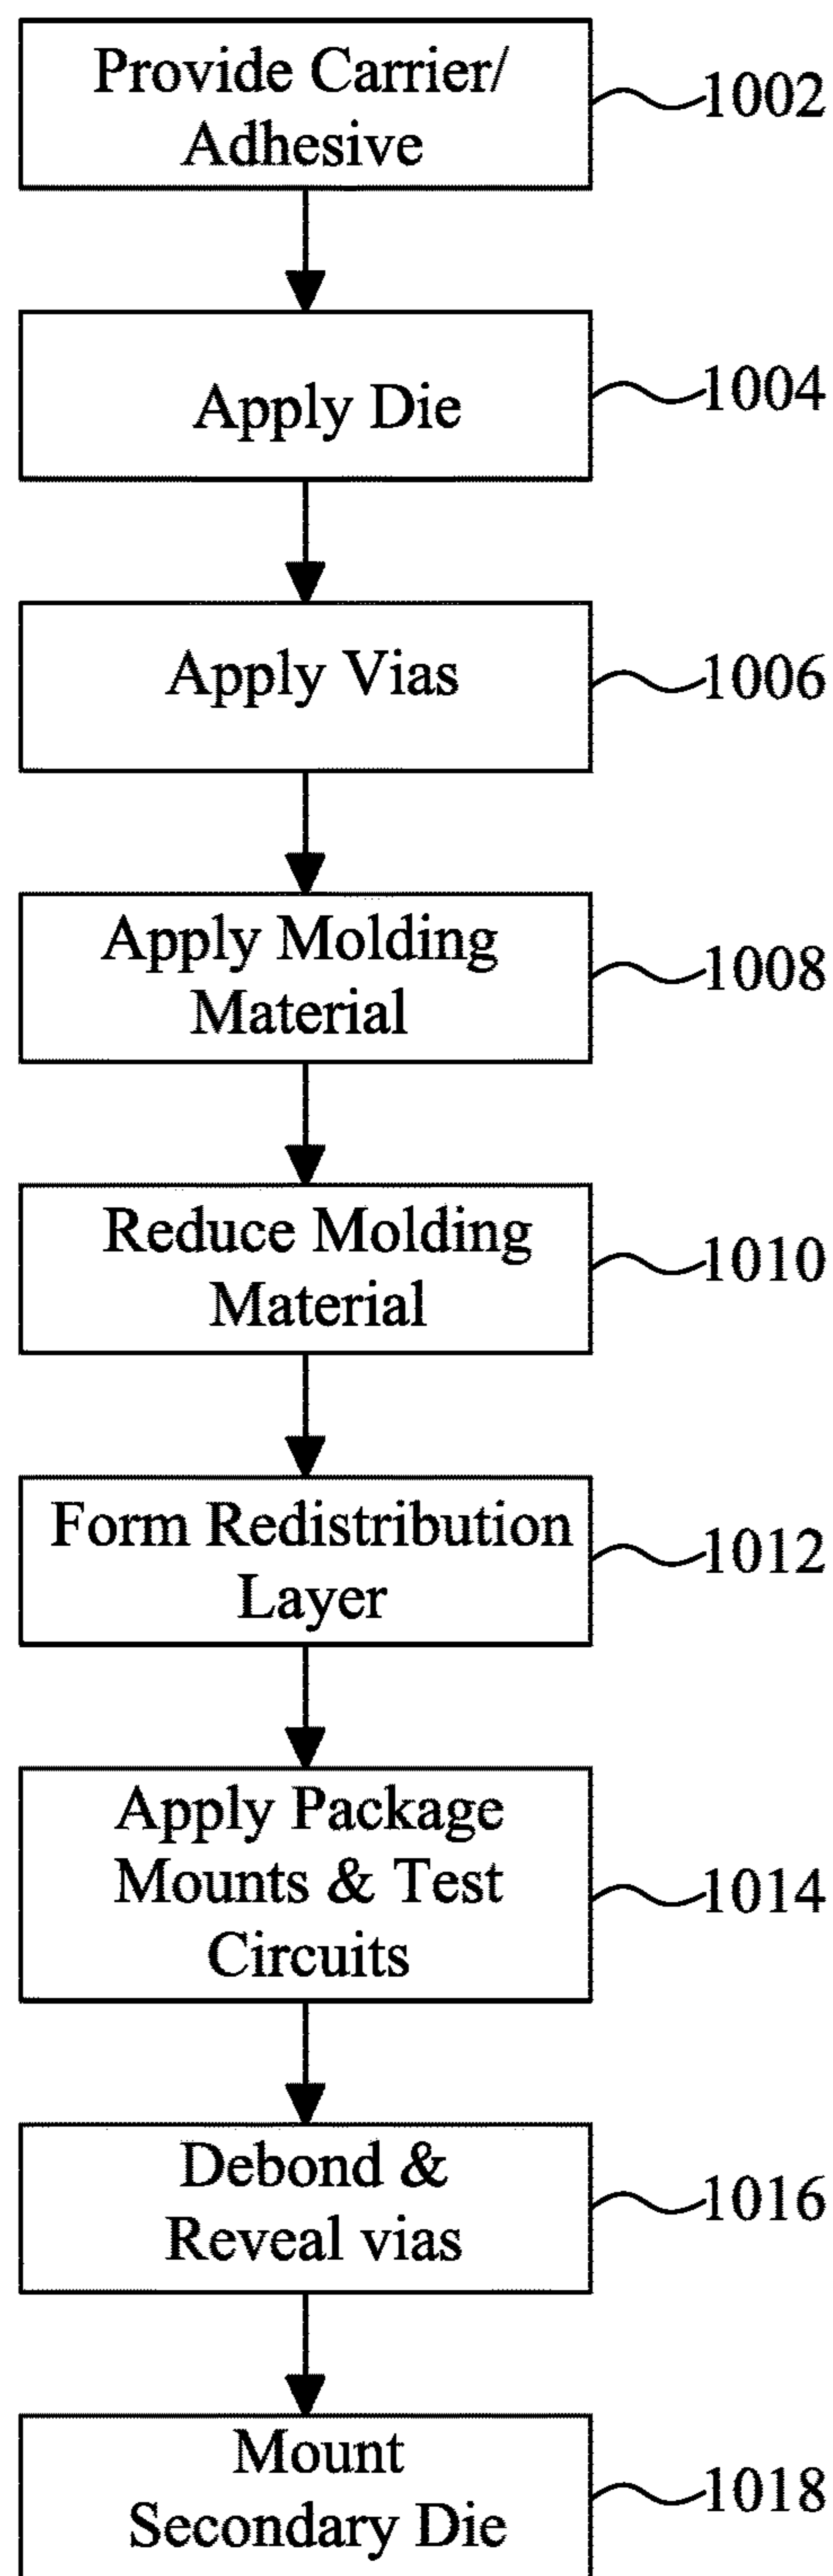 Provide Carrier/
Adhesive
1002
Apply Die
1004
Apply Vias
1006
Apply Molding
Material
1008
Reduce Molding
Material
1010
Form Redistribution
Layer
1012
Apply Package
Mounts & Test
Circuits
1014
Debond &
Reveal vias
1016
Mount
Secondary Die
1018